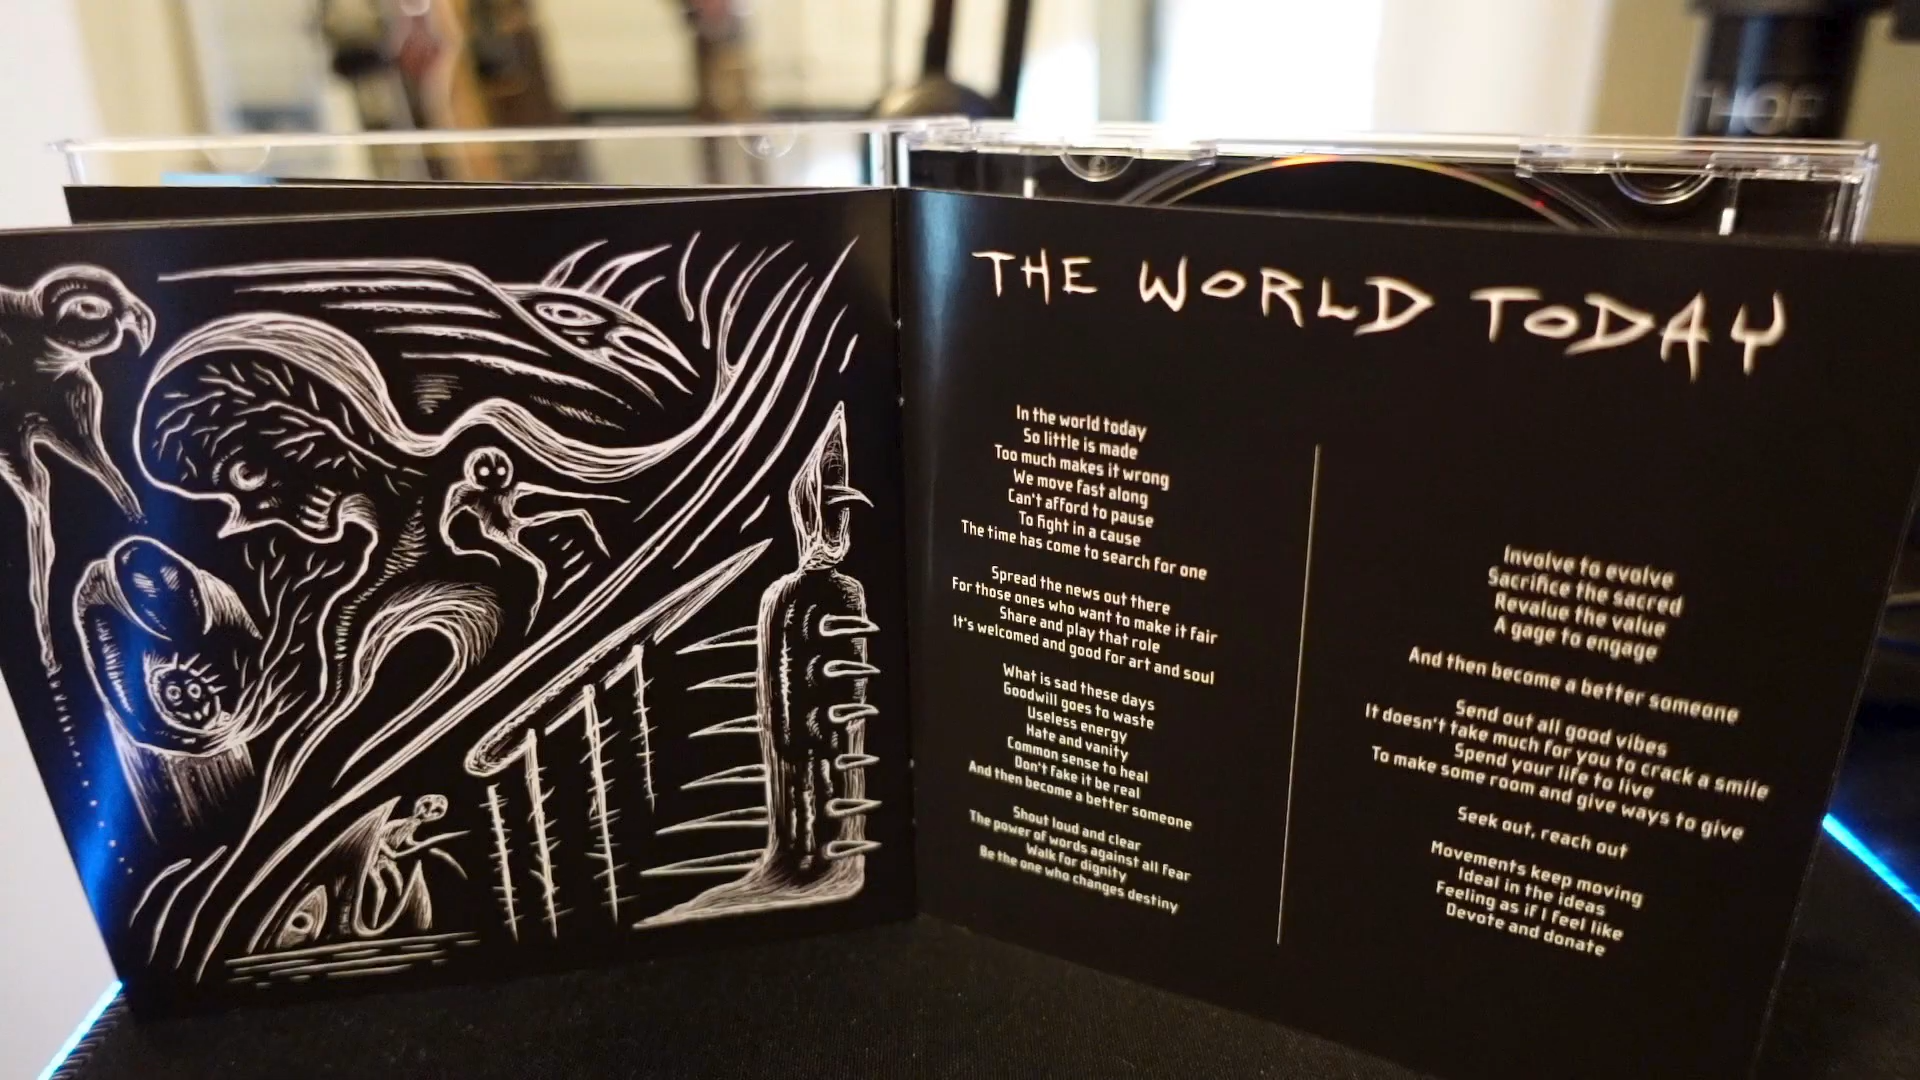 THOR
THE WORLD TODAY
In the world today
So little is made
Too much makes it wrong
We move fast along
Can't afford to pause
To fight in a cause
The time has come to search for one
Spread the news out there
For those ones who want to make it fair
Share and play that role
It's welcomed and good for art and soul
What is sad these days
Goodwill goes to waste
Useless energy
Hate and vanity
Common sense to heal
Don't fake it be real
And then become a better someone
Shout loud and clear
The power of words against all fear
Walk for dignity
Be the one who changes destiny
Involve to evolve
Sacrifice the sacred
Revalue the value
A gage to engage
And then become a better someone
Send out all good vibes
It doesn't take much for you to crack a smile
Spend your life to live
To make some room and give ways to give
Seek out, reach out
Movements keep moving
Ideal in the ideas
Feeling as if I feel like
Devote and donate